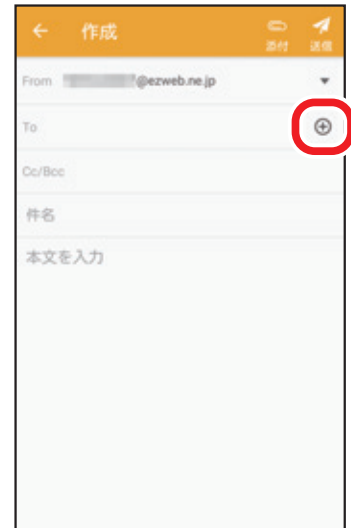 作成
添付 送信
From @ezweb.ne.jp
To
Cc/Bcc
件名
本文を入力